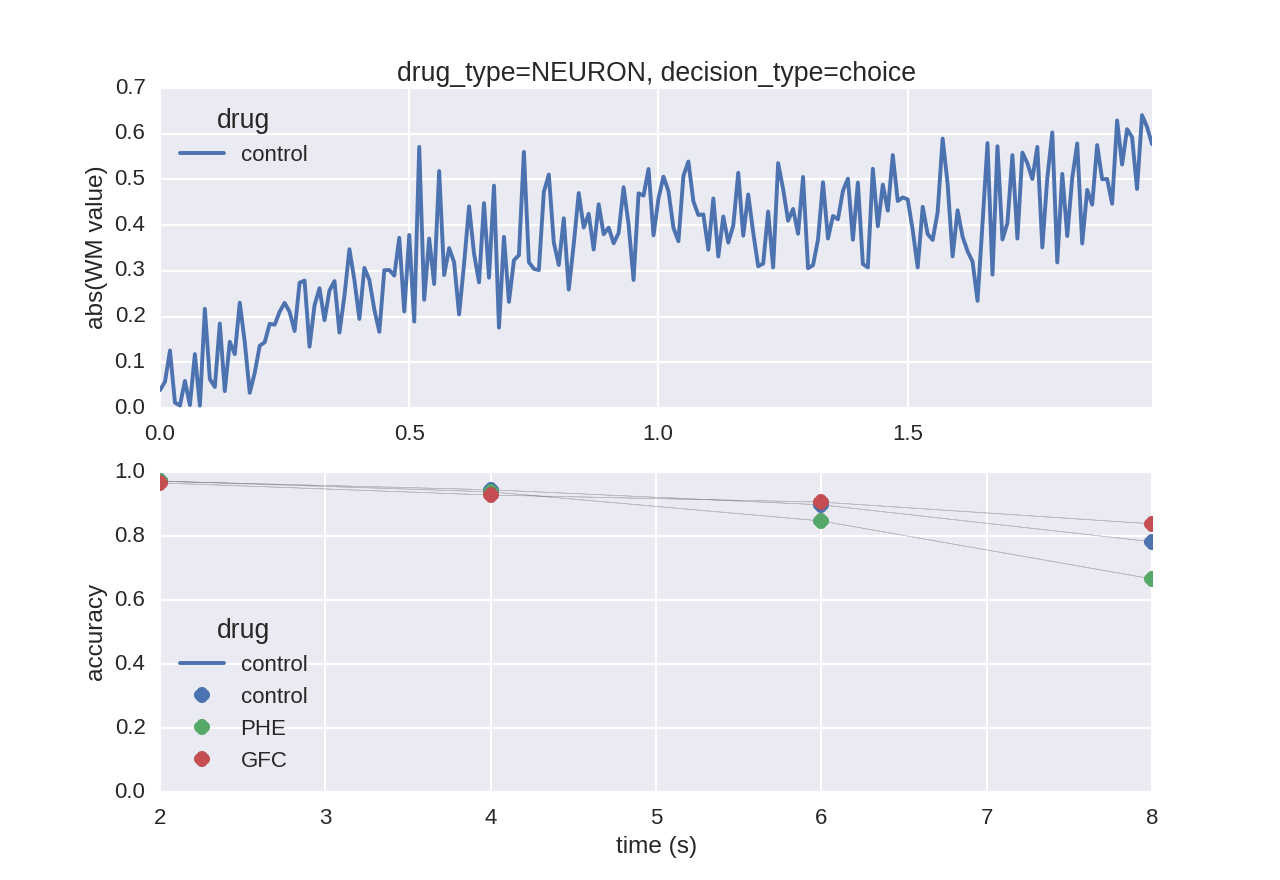 drug_type=NEURON, decision_type=choice
0.7
0.6
0.5
0.4
0.3
0.2
0.1
0.0
abs(WM value)
drug
control
0.0 0.5 1.0 1.5
1.0
0.8
0.6
0.4
0.2
0.0
accuracy
drug
control
control
PHE
GFC
2 3 4 5 6 7 8
time (s)